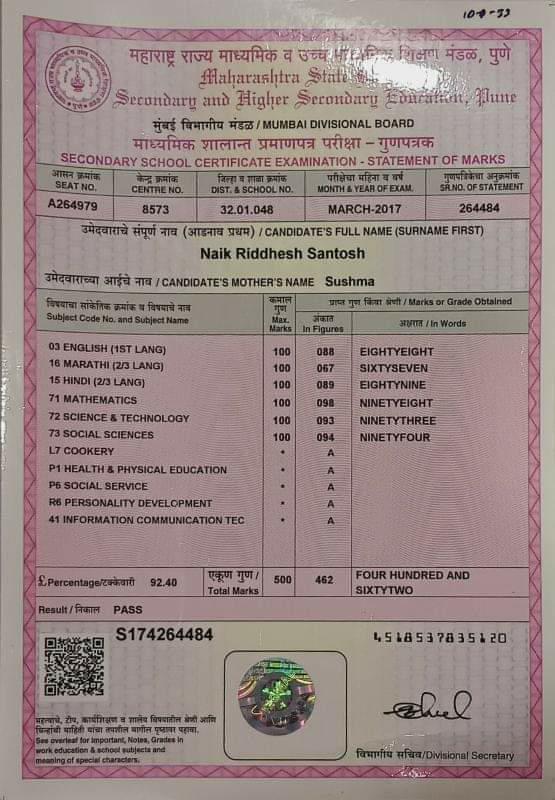 10-9-33
महाराष्ट्र राज्य माध्यमिक व उच्च माध्यमिक शिक्षण मंडळ, पुणे
Maharashtra State
Secondary and Higher Secondary Education, Pune
मुंबई विभागीय मंडळ / MUMBAI DIVISIONAL BOARD
माध्यमिक शालान्त प्रमाणपत्र परीक्षा – गुणपत्रक
SECONDARY SCHOOL CERTIFICATE EXAMINATION - STATEMENT OF MARKS
आसन क्रमांक केन्द्र क्रमांक जिल्हा व शाळा क्रमांक परीक्षेचा महिना व वर्ष गुणपत्रिकेचा अनुक्रमांक
SEAT NO. CENTRE NO. DIST. & SCHOOL NO. MONTH & YEAR OF EXAM. SR.NO. OF STATEMENT
A264979 8573 32.01.048 MARCH-2017 264484
उमेदवाराचे संपूर्ण नाव (आडनाव प्रथम) / CANDIDATE'S FULL NAME (SURNAME FIRST)
Naik Riddhesh Santosh
उमेदवाराच्या आईचे नाव / CANDIDATE'S MOTHER'S NAME Sushma
विषयाचा सांकेतिक क्रमांक व विषयाचे नाव कमाल गुण प्राप्त गुण किंवा श्रेणी / Marks or Grade Obtained
Subject Code No. and Subject Name Max. Marks अंकात In Figures अक्षरात / In Words
03 ENGLISH (1ST LANG) 100 088 EIGHTYEIGHT
16 MARATHI (2/3 LANG) 100 067 SIXTYSEVEN
15 HINDI (2/3 LANG) 100 089 EIGHTYNINE
71 MATHEMATICS 100 098 NINETYEIGHT
72 SCIENCE & TECHNOLOGY 100 093 NINETYTHREE
73 SOCIAL SCIENCES 100 094 NINETYFOUR
L7 COOKERY * A
P1 HEALTH & PHYSICAL EDUCATION * A
P6 SOCIAL SERVICE * A
R6 PERSONALITY DEVELOPMENT * A
41 INFORMATION COMMUNICATION TEC * A
£ Percentage/टक्केवारी 92.40 एकूण गुण / Total Marks 500 462 FOUR HUNDRED AND
SIXTYTWO
Result / निकाल PASS
S174264484
4518537835120
महत्वाचे, टीप, कार्यशिक्षण व शालेय विषयातील श्रेणी आणि
चिन्हांची माहिती यांचा तपशील मागील पृष्ठावर पहावा.
See overleaf for Important, Notes, Grades in
work education & school subjects and
meaning of special characters.
विभागीय सचिव/Divisional Secretary